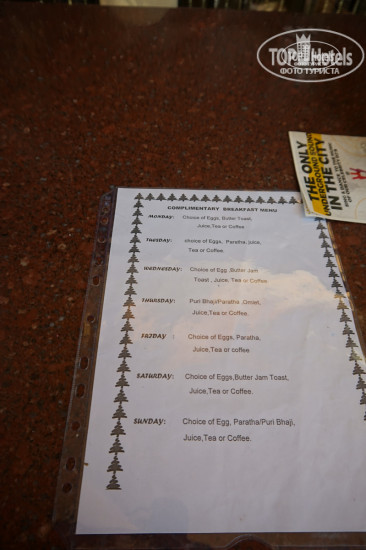 TOPHotels
ФОТО ТУРИСТА
THE ONLY
UNDERGROUND TOURS
IN THE CITY
COMPLIMENTARY BREAKFAST MENU
MONDAY: Choice of Eggs, Butter Toast,
Juice,Tea or Coffee
TUESDAY: choice of Eggs, Paratha,Juice,
Tea or Coffee.
WEDNESDAY: Choice of Egg, Butter Jam
Toast , Juice, Tea or Coffee.
THURSDAY: Puri Bhaji/Paratha ,Omlet,
Juice,Tea or Coffee.
FRIDAY : Choice of Eggs, Paratha,
Juice,Tea or coffee.
SATURDAY: Choice of Eggs,Butter Jam Toast,
Juice,Tea or Coffee.
SUNDAY: Choice of Egg, Paratha/Puri Bhaji,
Juice,Tea or Coffee.